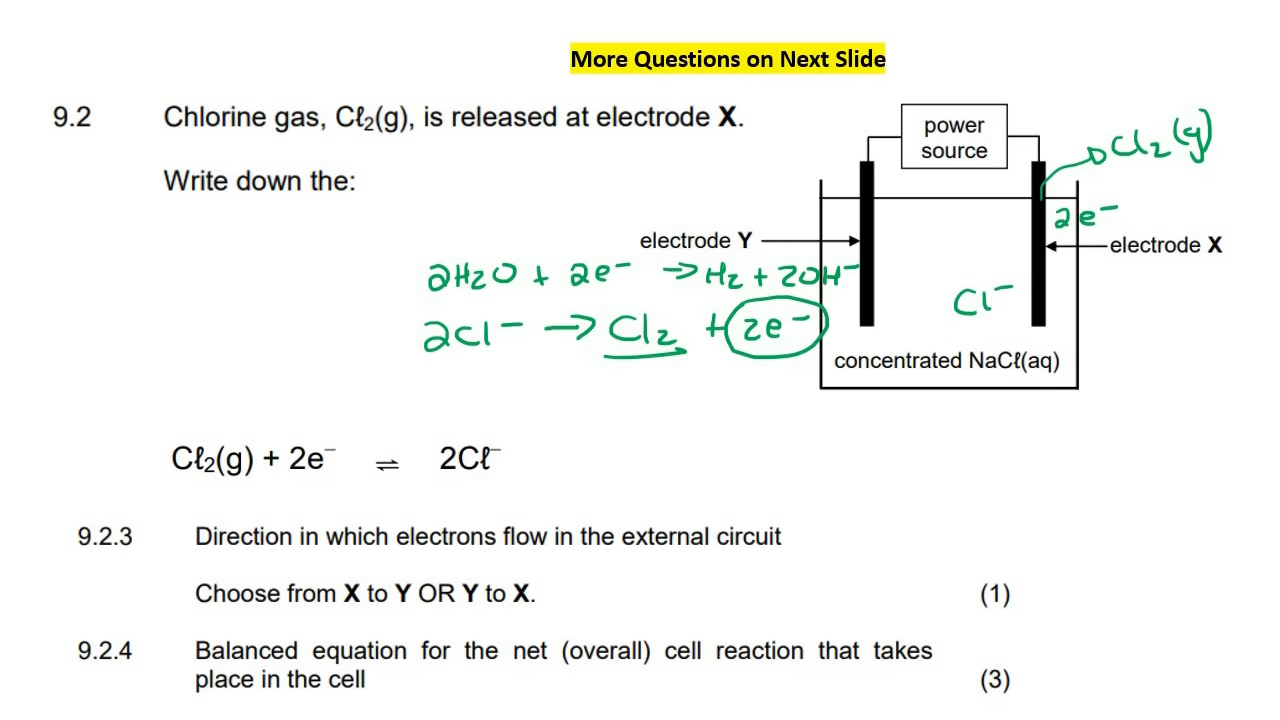 More Questions on Next Slide
9.2 Chlorine gas, Cℓ₂(g), is released at electrode X.
Write down the:
power
source
Cl₂(g)
2e⁻
electrode Y
electrode X
2H₂O + 2e⁻ → H₂ + 2OH⁻
Cl⁻
2Cl⁻ → Cl₂ + 2e⁻
concentrated NaCℓ(aq)
Cℓ₂(g) + 2e⁻ ⇌ 2Cℓ⁻
9.2.3 Direction in which electrons flow in the external circuit
Choose from X to Y OR Y to X. (1)
9.2.4 Balanced equation for the net (overall) cell reaction that takes
place in the cell (3)